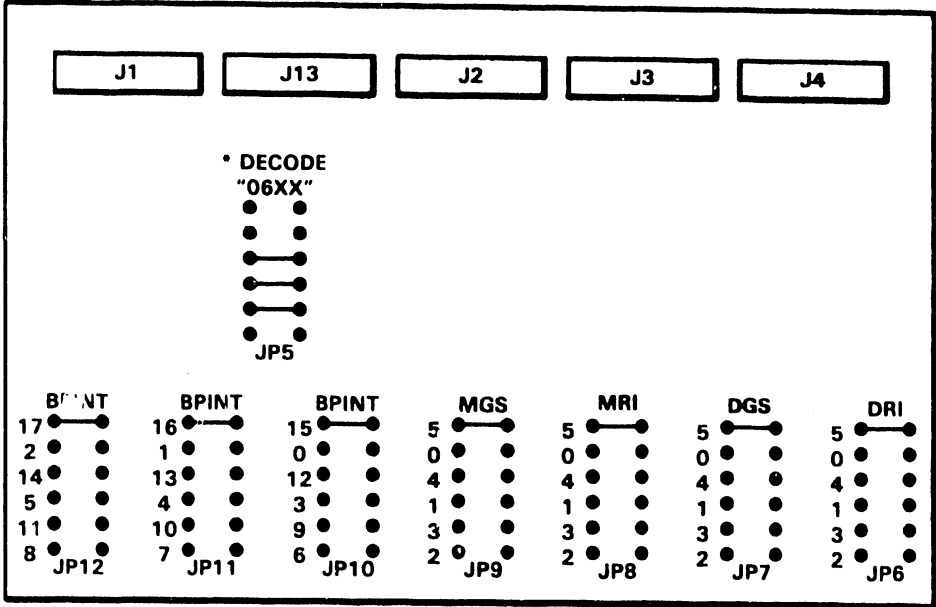 J1 J13 J2 J3 J4
* DECODE
"06XX"
JP5
BPINT BPINT MGS MRI DGS DRI
17 16 15 5 5 5 5
2 1 0 0 0 0 0
14 13 12 4 4 4 4
5 4 3 1 1 1 1
11 10 9 3 3 3 3
8 7 6 2 2 2 2
JP12 JP11 JP10 JP9 JP8 JP7 JP6